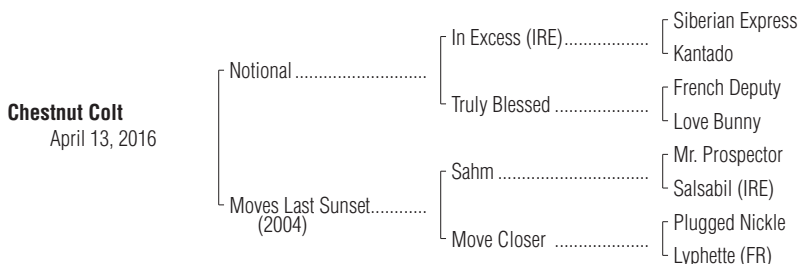 Siberian Express
In Excess (IRE)....................
Kantado
Notional ..............................
French Deputy
Truly Blessed ......................
Love Bunny
Chestnut Colt
April 13, 2016
Mr. Prospector
Sahm ...................................
Salsabil (IRE)
Moves Last Sunset............
(2004)
Plugged Nickle
Move Closer ......................
Lyphette (FR)